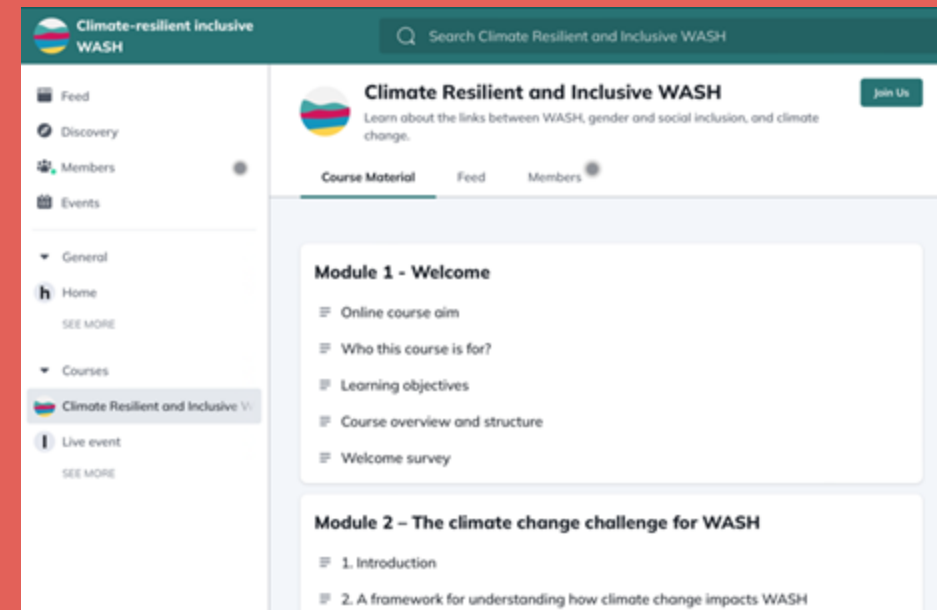 Climate-resilient inclusive
WASH
Search Climate Resilient and Inclusive WASH
Feed
Discovery
Members
Events
General
h Home
SEE MORE
Courses
Climate Resilient and Inclusive W
l Live event
SEE MORE
Climate Resilient and Inclusive WASH
Learn about the links between WASH, gender and social inclusion, and climate
change.
Join Us
Course Material Feed Members
Module 1 - Welcome
Online course aim
Who this course is for?
Learning objectives
Course overview and structure
Welcome survey
Module 2 – The climate change challenge for WASH
1. Introduction
2. A framework for understanding how climate change impacts WASH